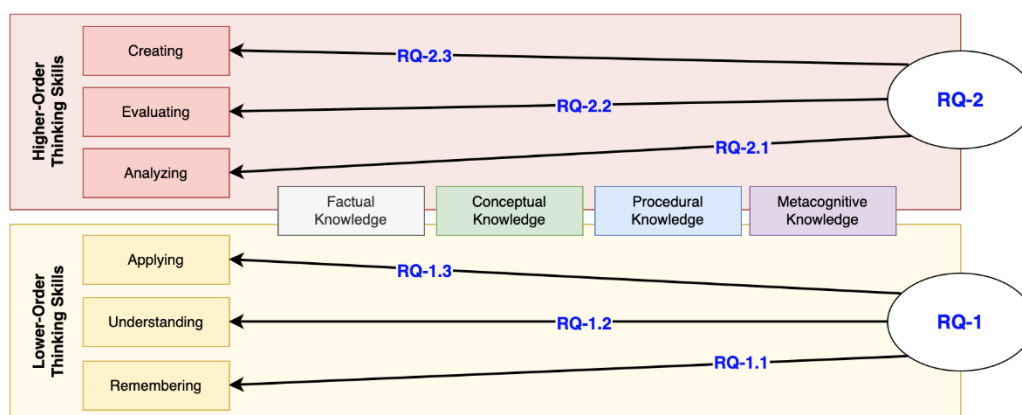 Higher-Order
Thinking Skills
Creating
RQ-2.3
Evaluating
RQ-2.2
RQ-2
Analyzing
RQ-2.1
Factual
Knowledge
Conceptual
Knowledge
Procedural
Knowledge
Metacognitive
Knowledge
Lower-Order
Thinking Skills
Applying
RQ-1.3
Understanding
RQ-1.2
RQ-1
Remembering
RQ-1.1